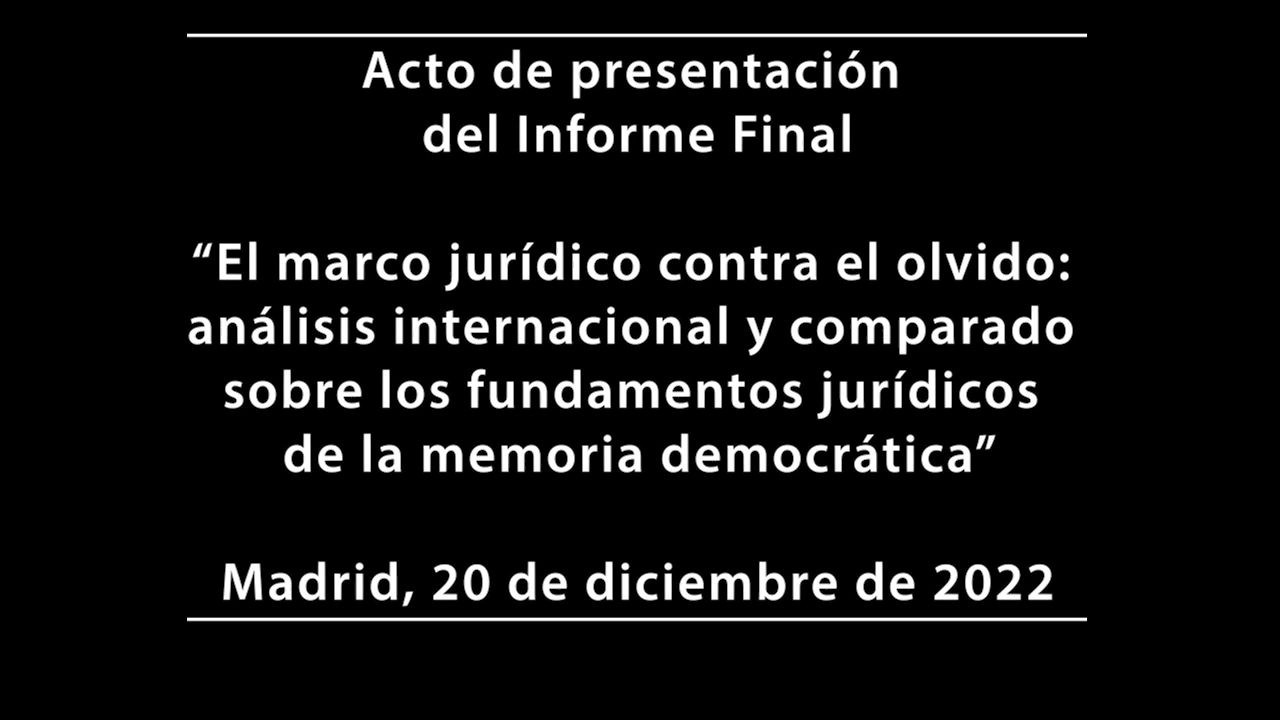 Acto de presentación
del Informe Final
“El marco jurídico contra el olvido:
análisis internacional y comparado
sobre los fundamentos jurídicos
de la memoria democrática”
Madrid, 20 de diciembre de 2022